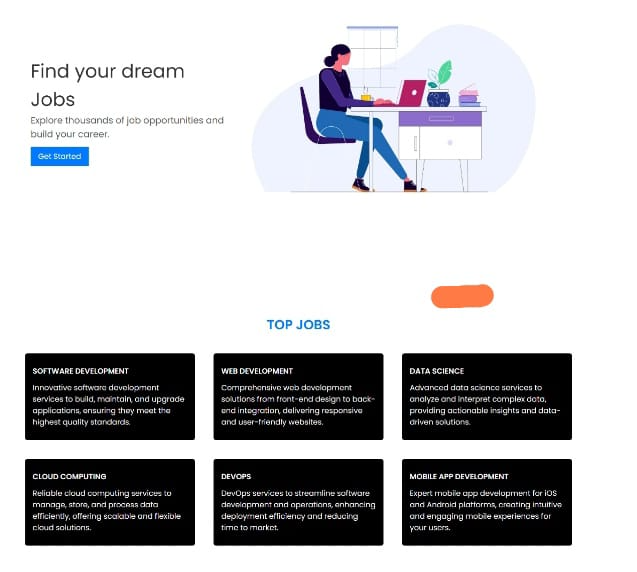 Find your dream
Jobs
Explore thousands of job opportunities and
build your career.
Get Started
TOP JOBS
SOFTWARE DEVELOPMENT
Innovative software development
services to build, maintain, and upgrade
applications, ensuring they meet the
highest quality standards.
WEB DEVELOPMENT
Comprehensive web development
solutions from front-end design to back-
end integration, delivering responsive
and user-friendly websites.
DATA SCIENCE
Advanced data science services to
analyze and interpret complex data,
providing actionable insights and data-
driven solutions.
CLOUD COMPUTING
Reliable cloud computing services to
manage, store, and process data
efficiently, offering scalable and flexible
cloud solutions.
DEVOPS
DevOps services to streamline software
development and operations, enhancing
deployment efficiency and reducing
time to market.
MOBILE APP DEVELOPMENT
Expert mobile app development for iOS
and Android platforms, creating intuitive
and engaging mobile experiences for
your users.